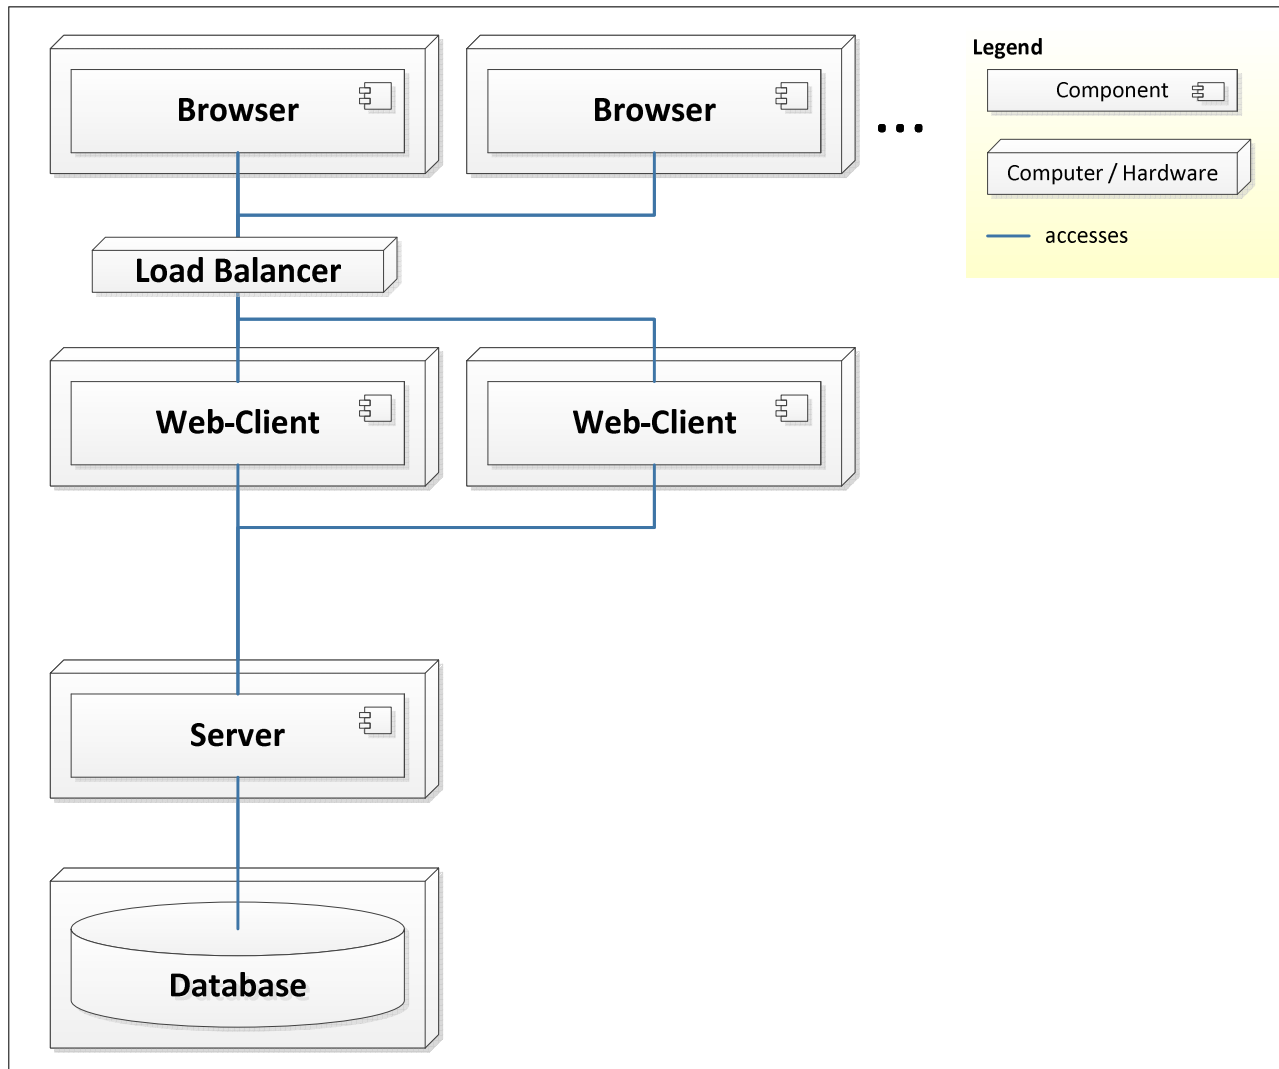 Browser
Browser
...
Legend
Component
Computer / Hardware
accesses
Load Balancer
Web-Client
Web-Client
Server
Database